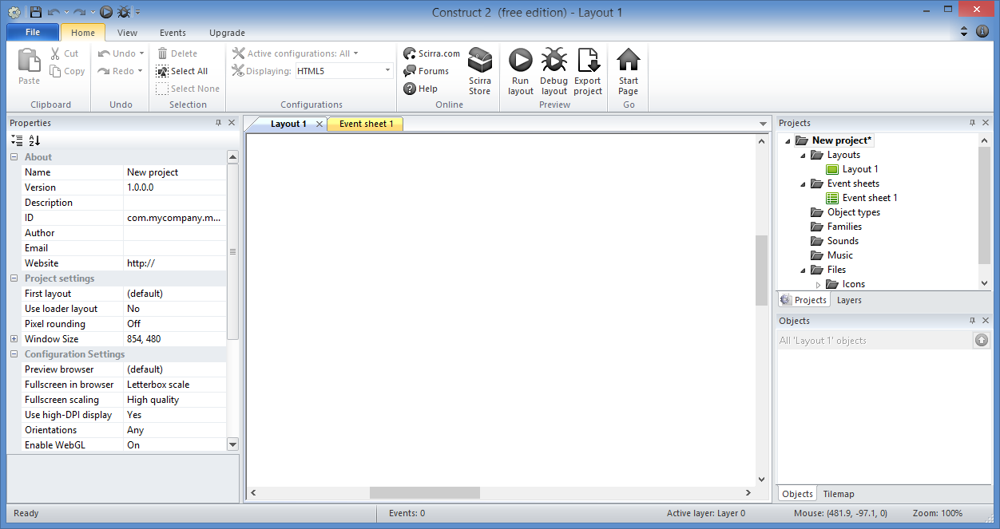 Construct 2 (free edition) - Layout 1
File Home View Events Upgrade
Paste Cut Copy
Clipboard
Undo Redo
Undo
Delete
Select All
Select None
Selection
Active configurations: All
Displaying: HTML5
Configurations
Scirra.com
Forums
Help
Scirra Store
Online
Run layout
Debug layout
Export project
Preview
Start Page
Go
Properties
About
Name New project
Version 1.0.0.0
Description
ID com.mycompany.m...
Author
Email
Website http://
Project settings
First layout (default)
Use loader layout No
Pixel rounding Off
Window Size 854, 480
Configuration Settings
Preview browser (default)
Fullscreen in browser Letterbox scale
Fullscreen scaling High quality
Use high-DPI display Yes
Orientations Any
Enable WebGL On
Layout 1 Event sheet 1
Projects
New project*
Layouts
Layout 1
Event sheets
Event sheet 1
Object types
Families
Sounds
Music
Files
Icons
Projects Layers
Objects
All 'Layout 1' objects
Objects Tilemap
Ready Events: 0 Active layer: Layer 0 Mouse: (481.9, -97.1, 0) Zoom: 100%